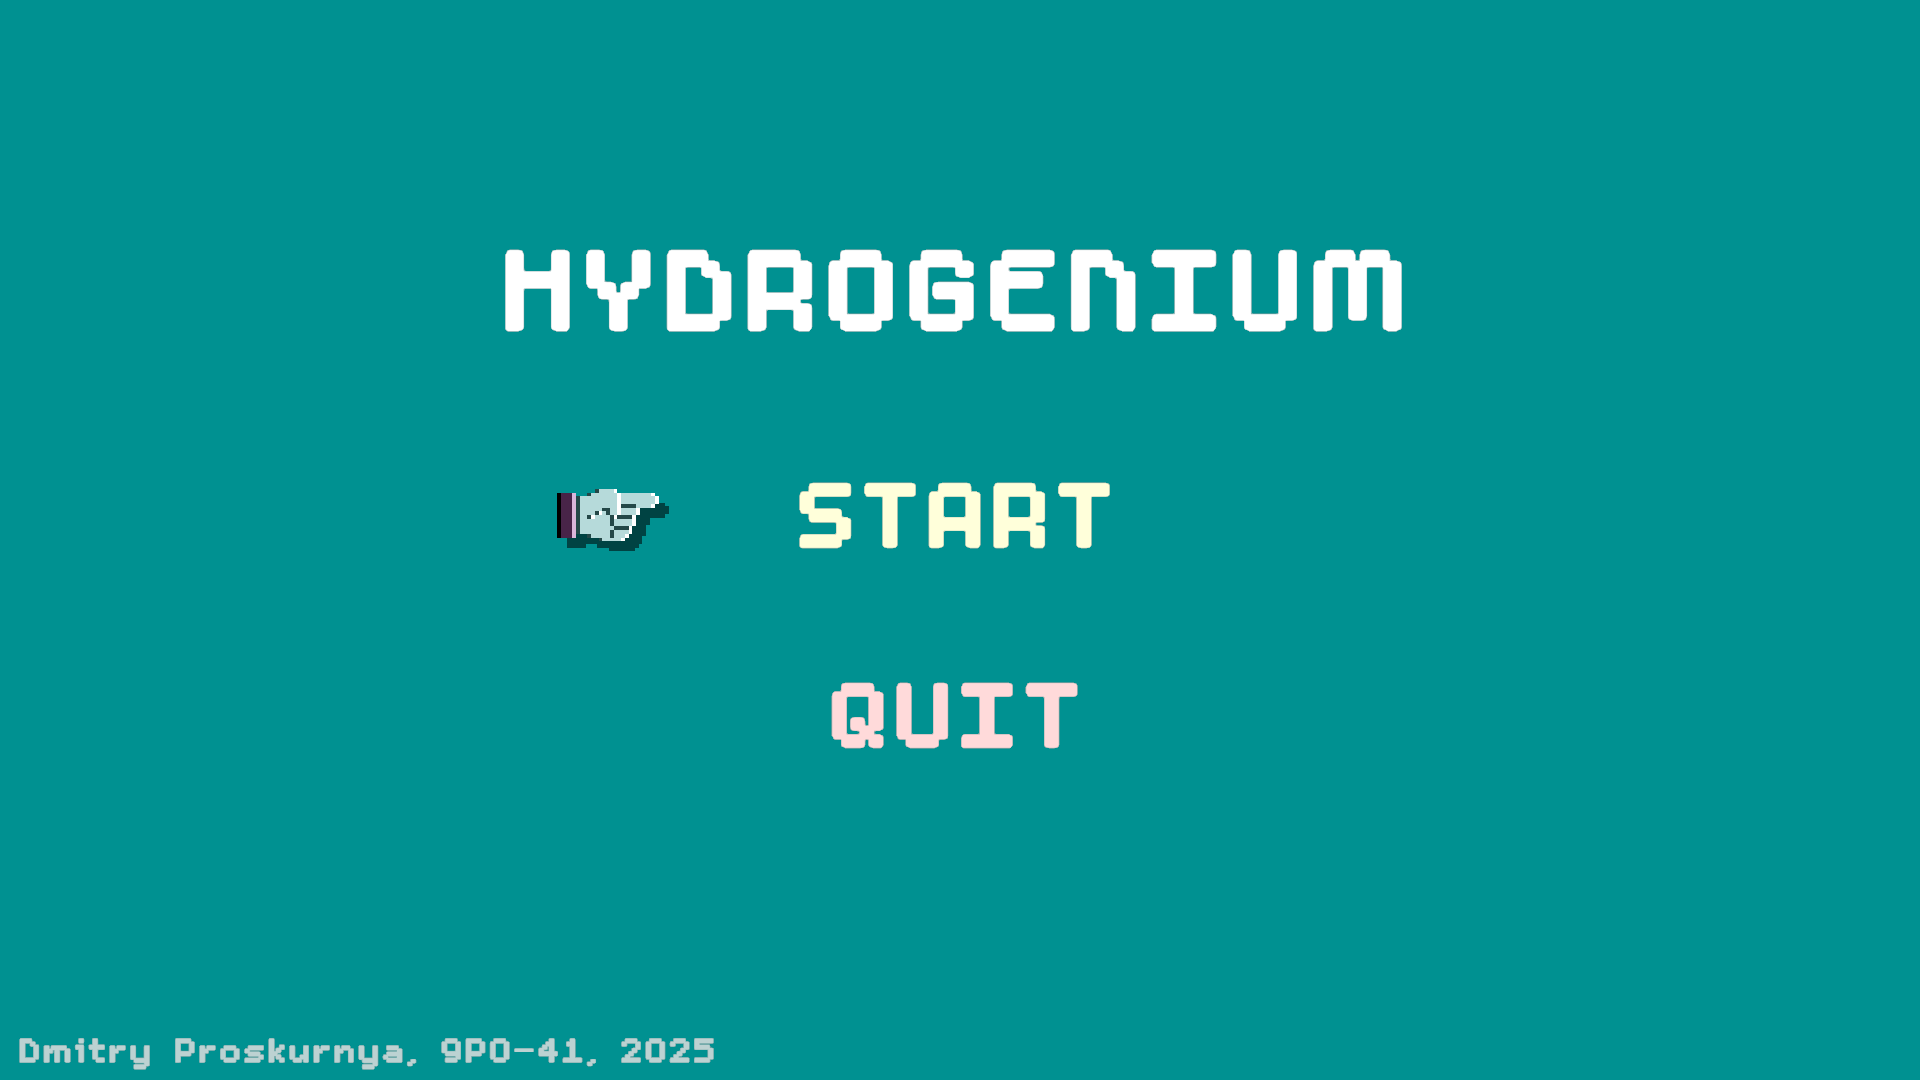 HYDROGENIUM
START
QUIT
Dmitry Proskurnya, 9PO-41, 2025